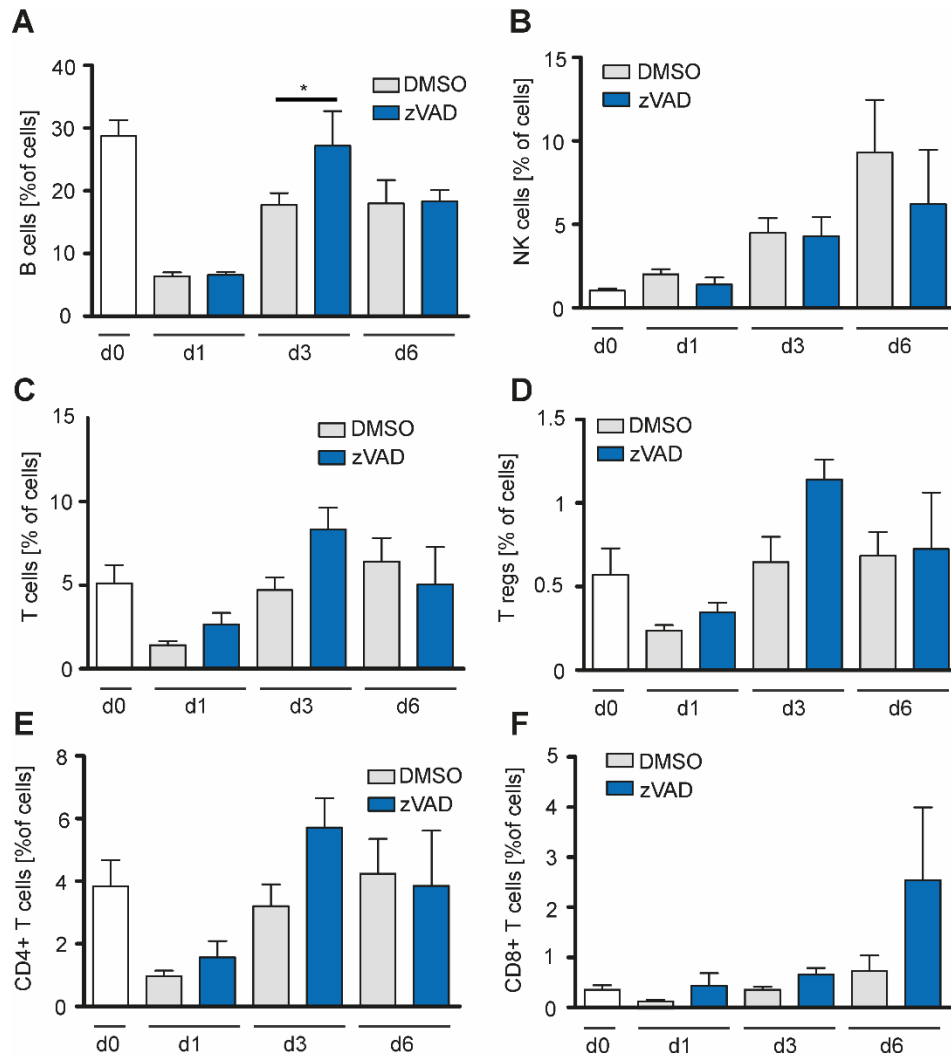 A
B cells [%of cells]
40
30
20
10
0
*
DMSO
zVAD
d0 d1 d3 d6
B
NK cells [% of cells]
15
10
5
0
DMSO
zVAD
d0 d1 d3 d6
C
T cells [% of cells]
15
10
5
0
DMSO
zVAD
d0 d1 d3 d6
D
T regs [% of cells]
1.5
1
0.5
0
DMSO
zVAD
d0 d1 d3 d6
E
CD4+ T cells [%of cells]
8
6
4
2
0
DMSO
zVAD
d0 d1 d3 d6
F
CD8+ T cells [%of cells]
5
4
3
2
1
0
DMSO
zVAD
d0 d1 d3 d6